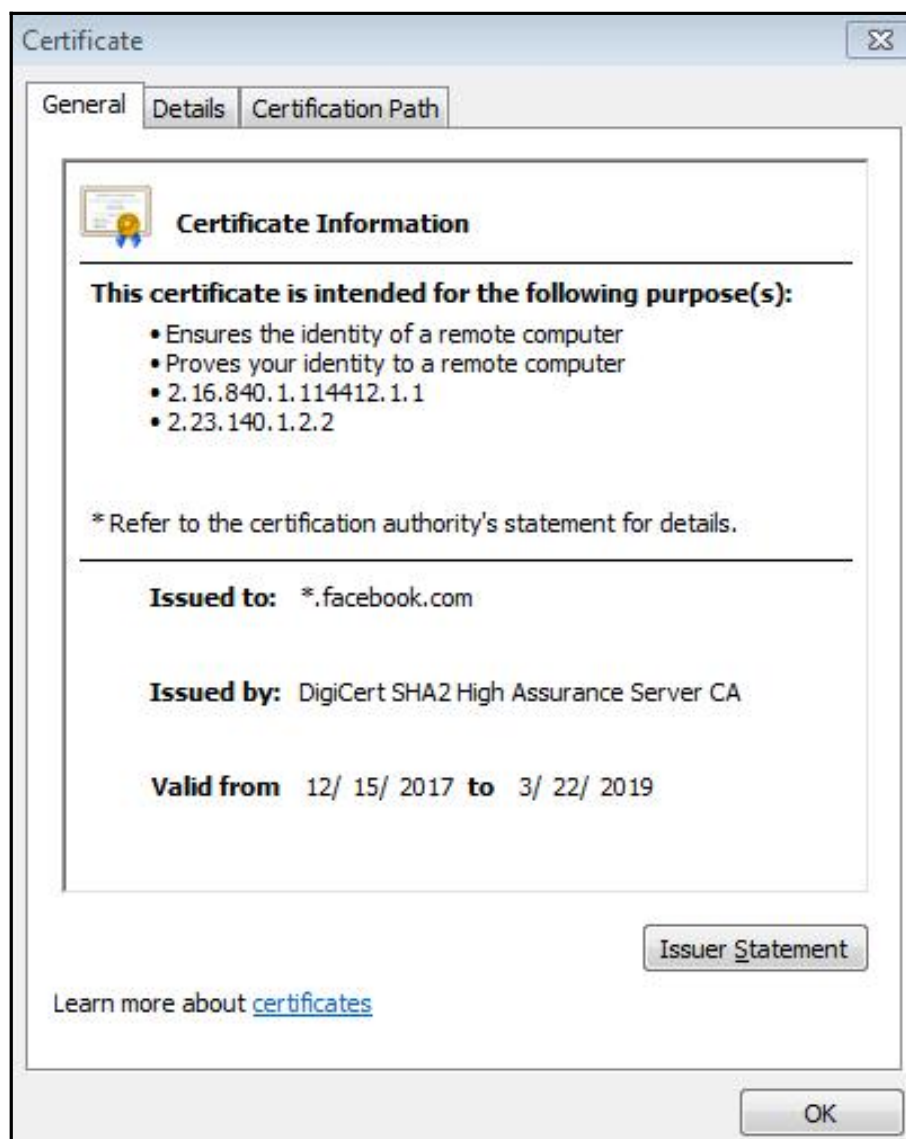 Certificate
General Details Certification Path
Certificate Information
This certificate is intended for the following purpose(s):
• Ensures the identity of a remote computer
• Proves your identity to a remote computer
• 2.16.840.1.114412.1.1
• 2.23.140.1.2.2
* Refer to the certification authority's statement for details.
Issued to: *.facebook.com
Issued by: DigiCert SHA2 High Assurance Server CA
Valid from 12/ 15/ 2017 to 3/ 22/ 2019
Issuer Statement
Learn more about certificates
OK